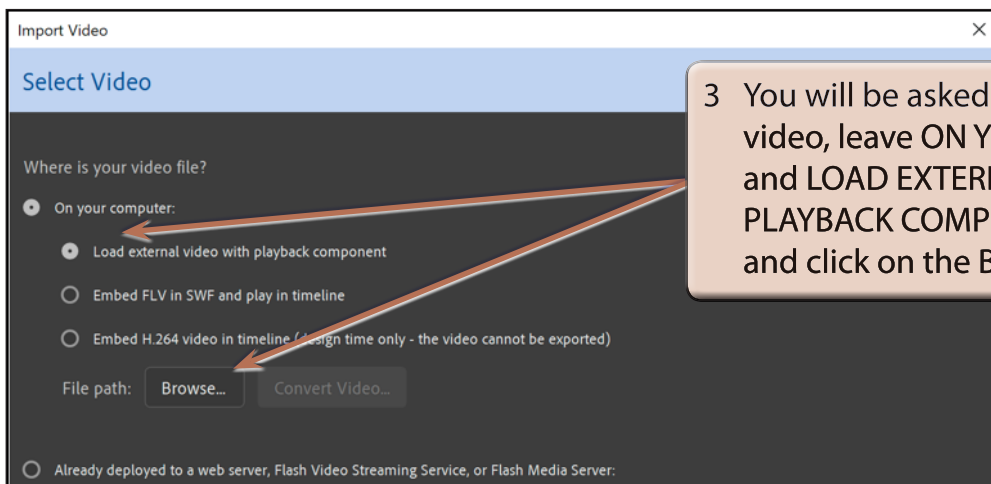 Import Video
Select Video
3 You will be asked
video, leave ON
and LOAD
PLAYBACK
and click on the
Where is your video file?
On your computer:
Load external video with playback component
Embed FLV in SWF and play in timeline
Embed H.264 video in timeline (design time only - the video cannot be exported)
File path: Browse... Convert Video...
Already deployed to a web server, Flash Video Streaming Service, or Flash Media Server: